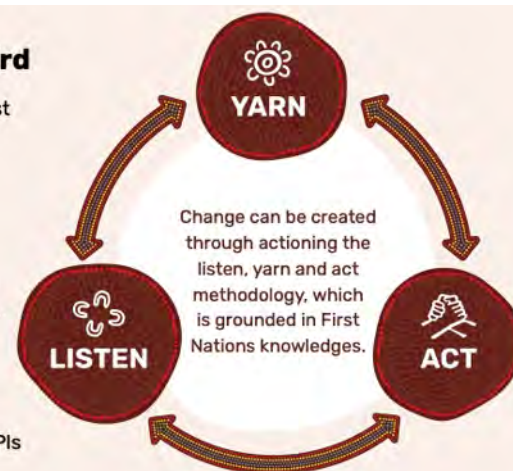 rd
st
YARN
Change can be created
through actioning the
listen, yarn and act
methodology, which
is grounded in First
Nations knowledges.
LISTEN
ACT
PIs